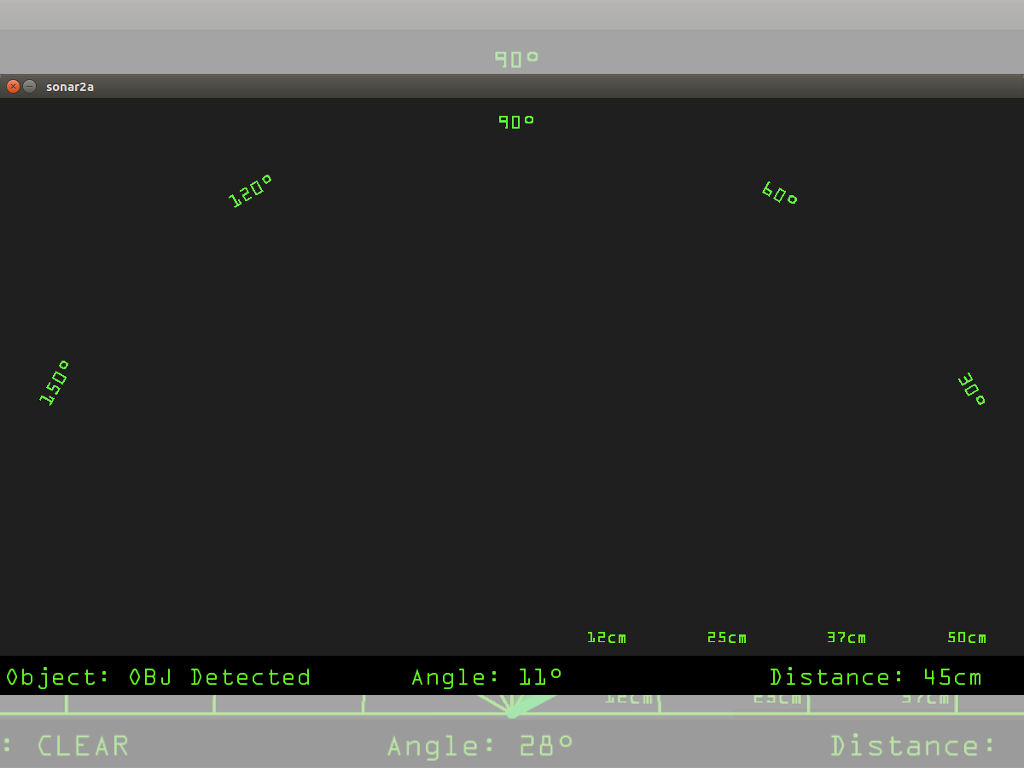 90°
sonar2a
90°
120°
60°
150°
30°
12cm 25cm 37cm 50cm
Object: OBJ Detected Angle: 11° Distance: 45cm
12cm 25cm 37cm
: CLEAR Angle: 28° Distance: